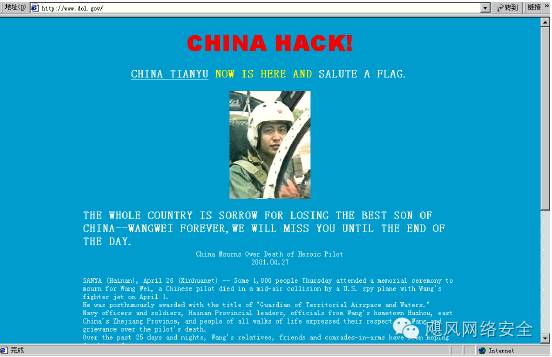 地址(D)
http://www.dol.gov/
转到
链接 »
CHINA HACK!
CHINA TIANYU NOW IS HERE AND SALUTE A FLAG.
THE WHOLE COUNTRY IS SORROW FOR LOSING THE BEST SON OF
CHINA--WANGWEI FOREVER,WE WILL MISS YOU UNTIL THE END OF
THE DAY.
China Mourns Over Death of Heroic Pilot
2001.04.27
SANYA (Hainan), April 26 (Xinhuanet) -- Some 1,000 people Thursday attended a memorial ceremony to
mourn for Wang Wei, a Chinese pilot died in a mid-air collision by a U.S. spy plane with Wang's
fighter jet on April 1.
He was posthumously awarded with the title of "Guardian of Territorial Airspace and Waters."
Navy officers and soldiers, Hainan Provincial leaders, officials from Wang's hometown Huzhou, east
China's Zhejiang Province, and people of all walks of life expressed their respect Wang and
grievance over the pilot's death.
Over the past 25 days and nights, Wang's relatives, friends and comrades-in-arms have been hoping
飓风网络安全
完成
Internet